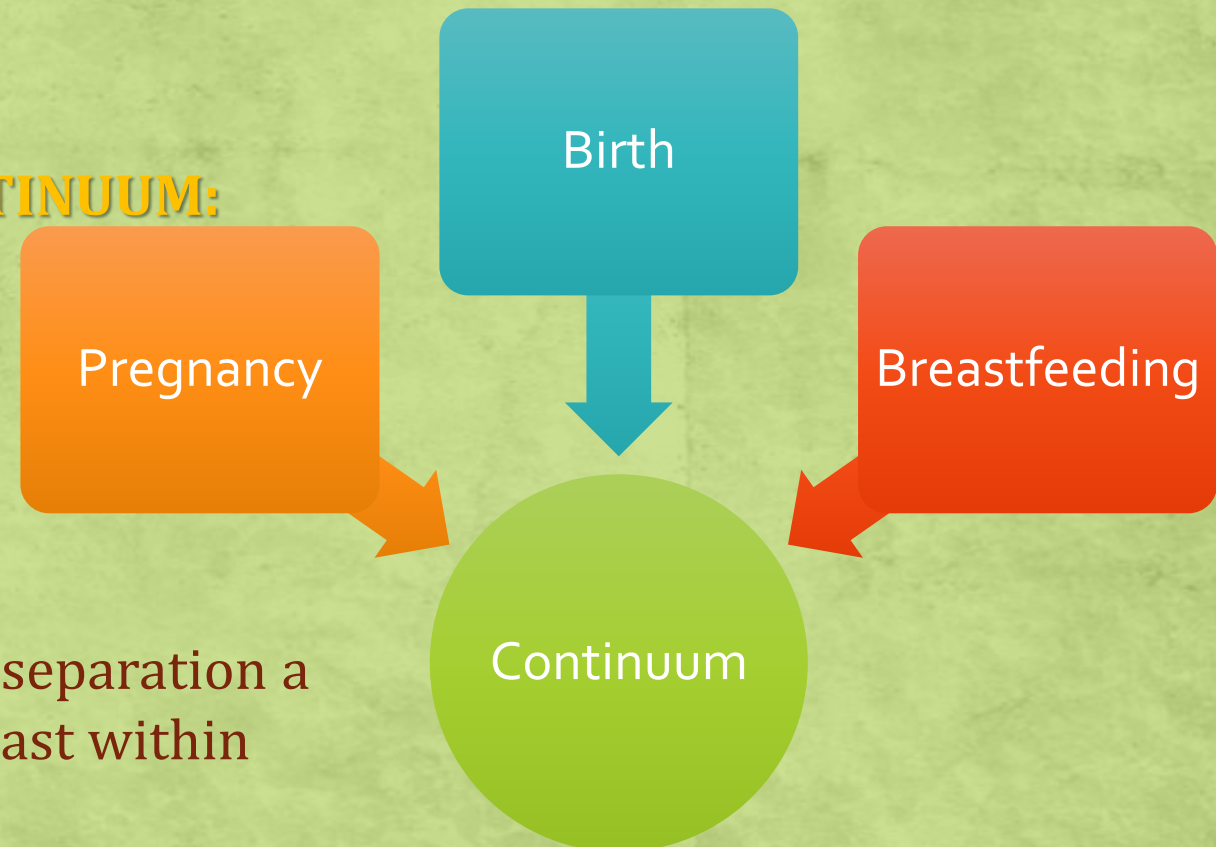 Birth
TINUUM:
Pregnancy
Breastfeeding
Continuum
separation a
ast within